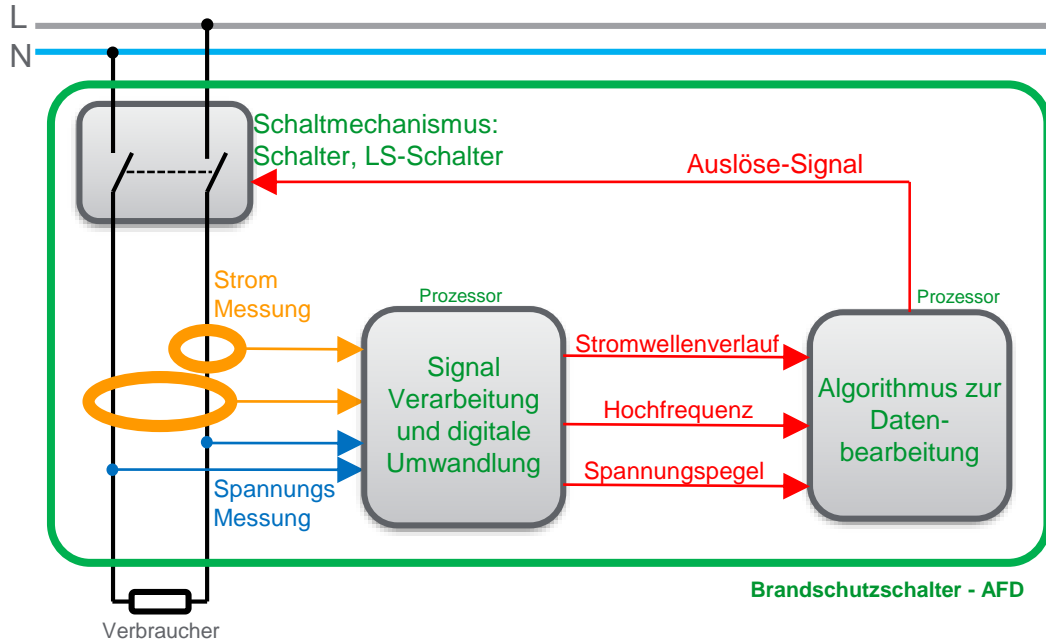 L
N
Schaltmechanismus:
Schalter, LS-Schalter
Auslöse-Signal
Strom
Messung
Prozessor
Prozessor
Signal
Verarbeitung
und digitale
Umwandlung
Stromwellenverlauf
Hochfrequenz
Spannungspegel
Algorithmus zur
Daten-
bearbeitung
Spannungs
Messung
Brandschutzschalter - AFD
Verbraucher